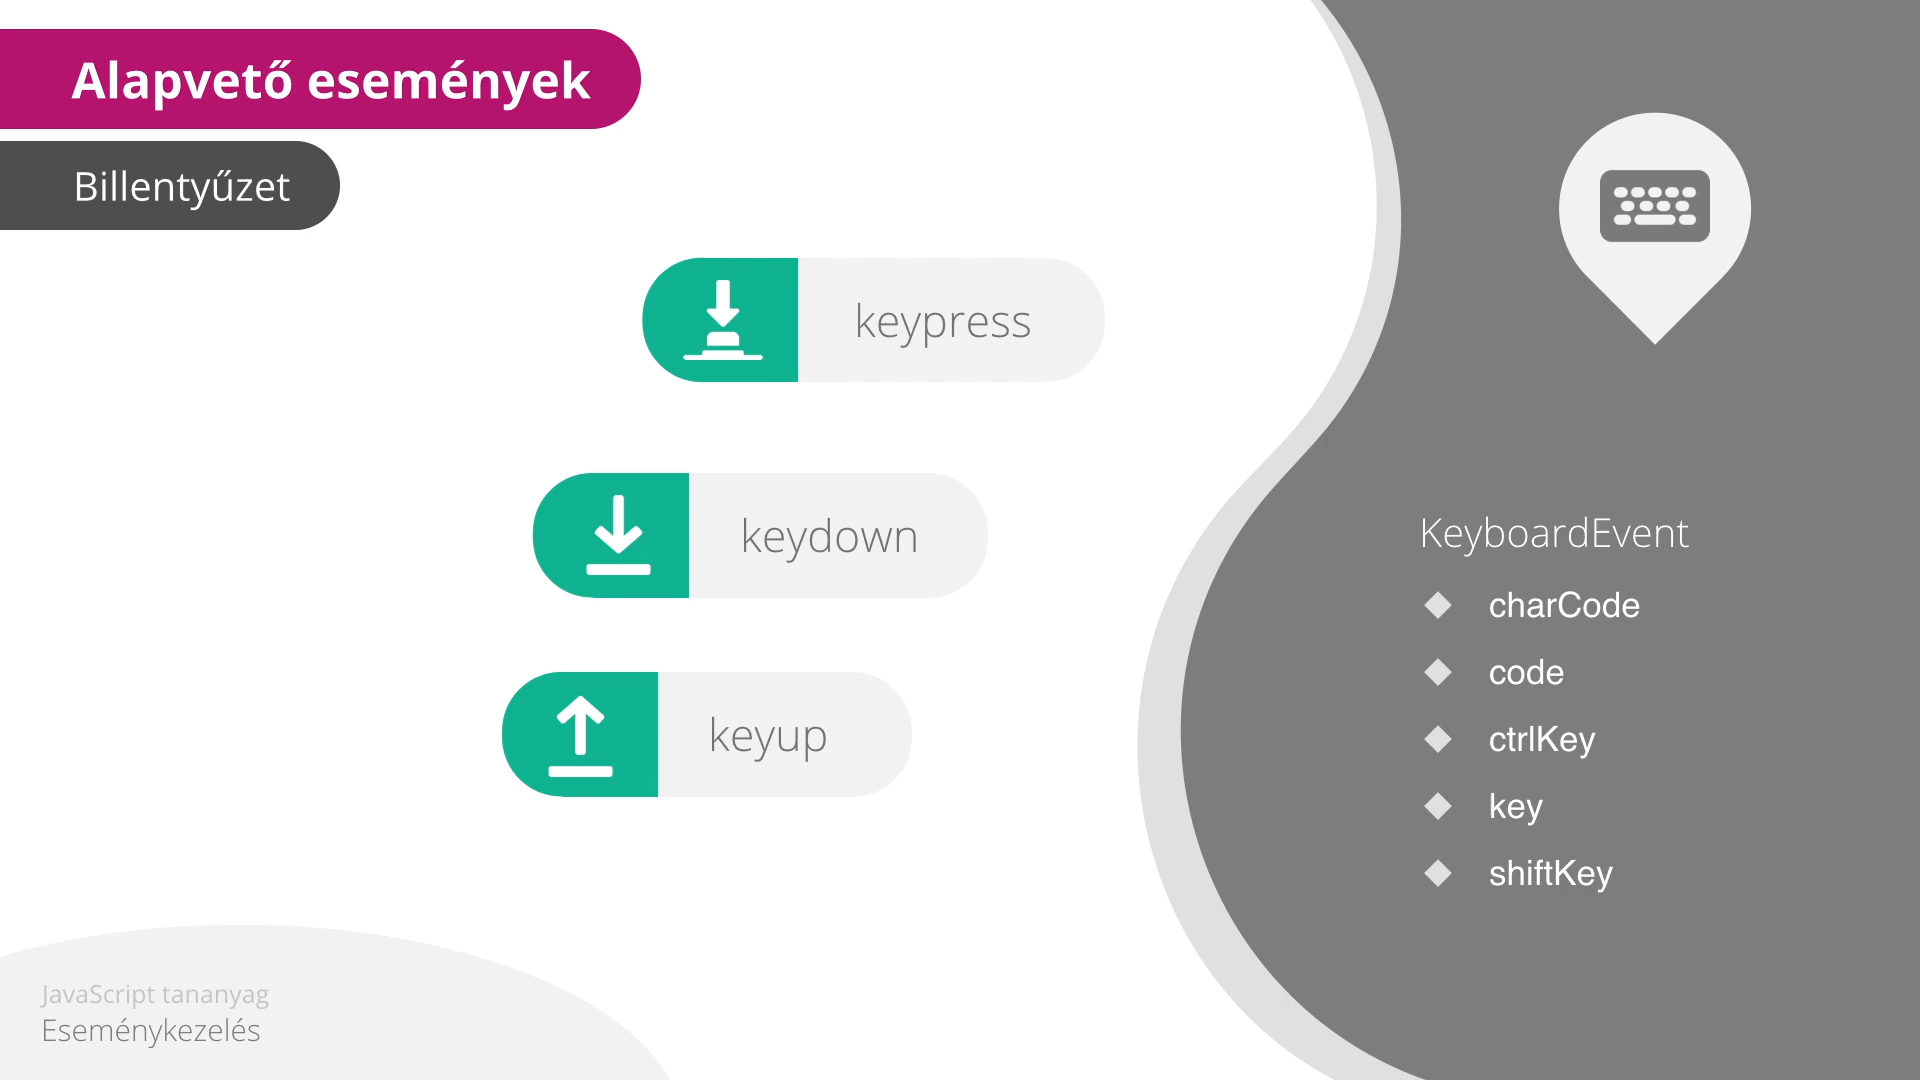 Alapvető események
Billentyűzet
keypress
keydown
keyup
KeyboardEvent
charCode
code
ctrlKey
key
shiftKey
JavaScript tananyag
Eseménykezelés